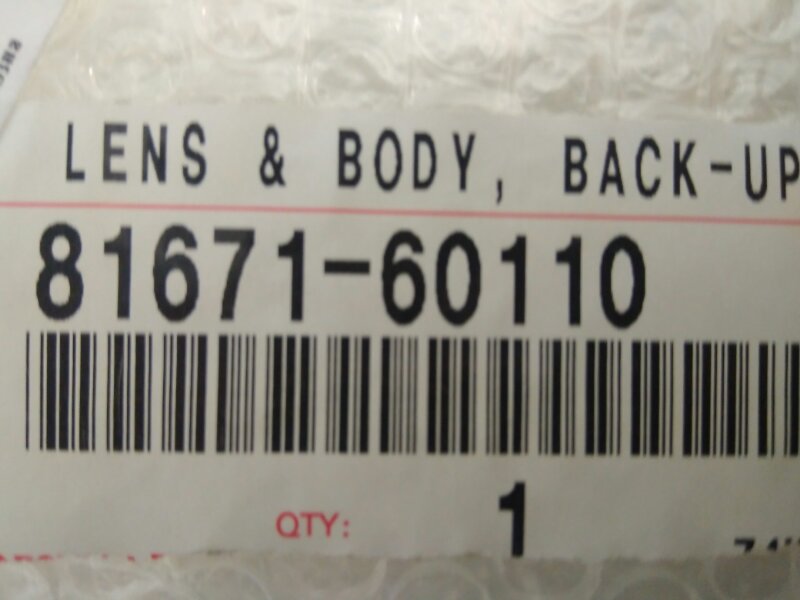 LENS & BODY, BACK-UP
81671-60110
QTY: 1